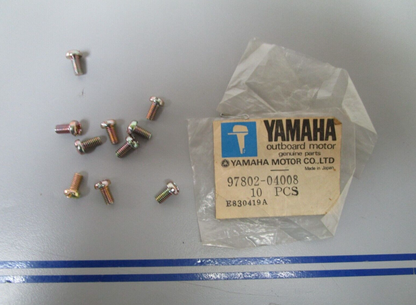 YAMAHA
outboard motor
genuine parts
YAMAHA MOTOR CO.,LTD
Made in Japan
97802-04008
10 PCS
E830419A